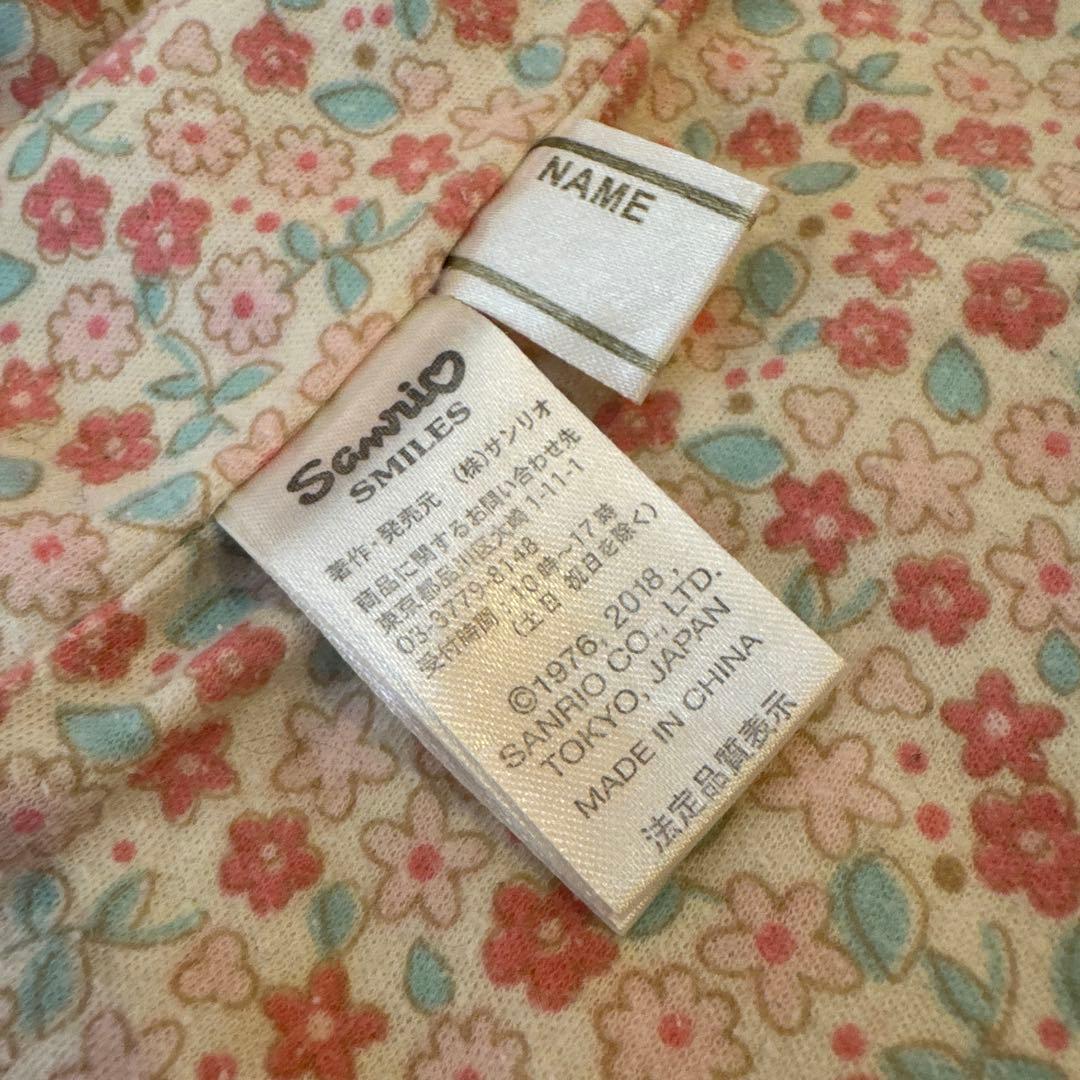 NAME
Sanrio
SMILES
著作・発売元 (株)サンリオ
商品に関するお問い合わせ先
東京都品川区大崎1-11-1
03-3779-8148
受付時間：10時～17時
(土日 祝日を除く)
©1976, 2018,
SANRIO CO., LTD.
TOKYO, JAPAN
MADE IN CHINA
法定品質表示